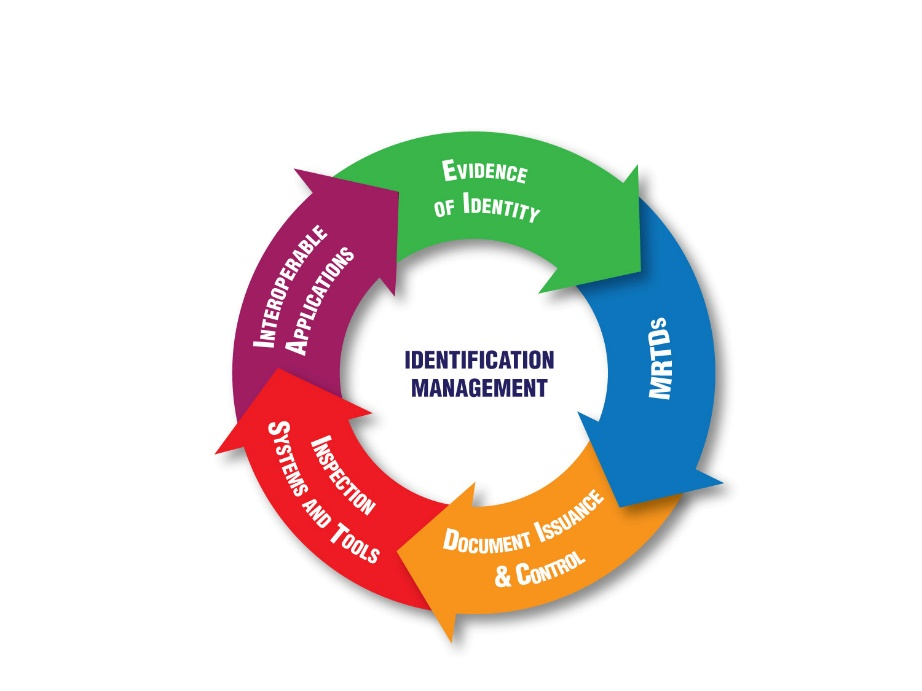 Evidence
of Identity
MRTDs
Document Issuance
& Control
Inspection
Systems and Tools
Interoperable
Applications
IDENTIFICATION
MANAGEMENT